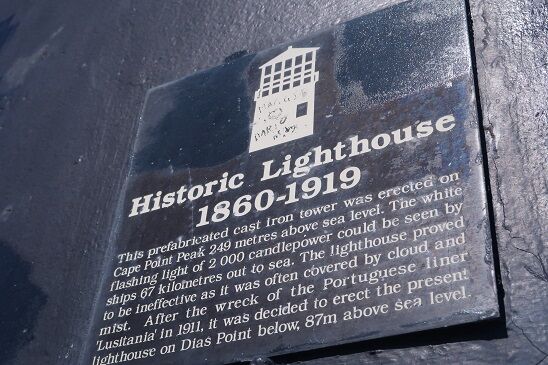 Historic Lighthouse
1860-1919
This prefabricated cast iron tower was erected on
Cape Point Peak 249 metres above sea level. The white
flashing light of 2 000 candlepower could be seen by
ships 67 kilometres out to sea. The lighthouse proved
to be ineffective as it was often covered by cloud and
mist. After the wreck of the Portuguese liner
'Lusitania' in 1911, it was decided to erect the present
lighthouse on Dias Point below, 87m above sea level.